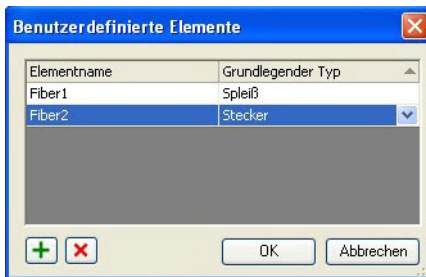 Benutzerdefinierte Elemente
Elementname Grundlegender Typ
Fiber1 Spleiß
Fiber2 Stecker
OK Abbrechen